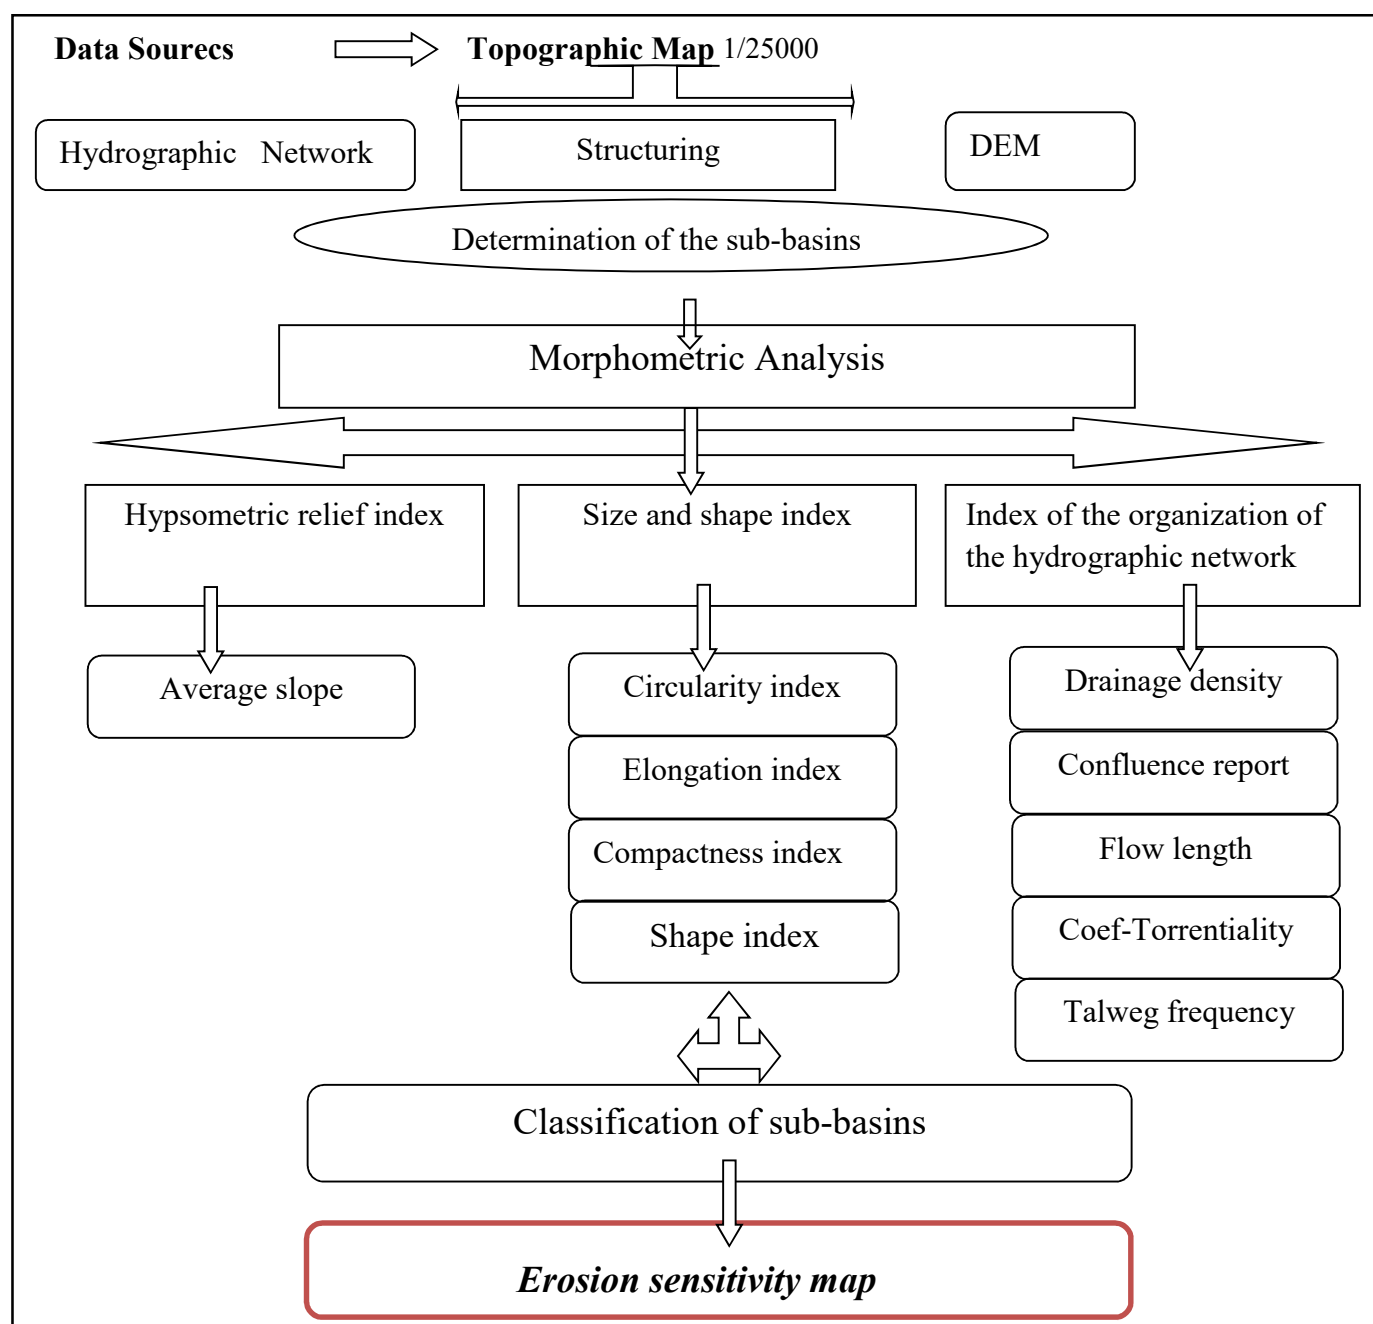 Data Sourecs Topographic Map 1/25000
Hydrographic Network
Structuring
DEM
Determination of the sub-basins
Morphometric Analysis
Hypsometric relief index
Size and shape index
Index of the organization of
the hydrographic network
Average slope
Circularity index
Elongation index
Compactness index
Shape index
Drainage density
Confluence report
Flow length
Coef-Torrentiality
Talweg frequency
Classification of sub-basins
Erosion sensitivity map